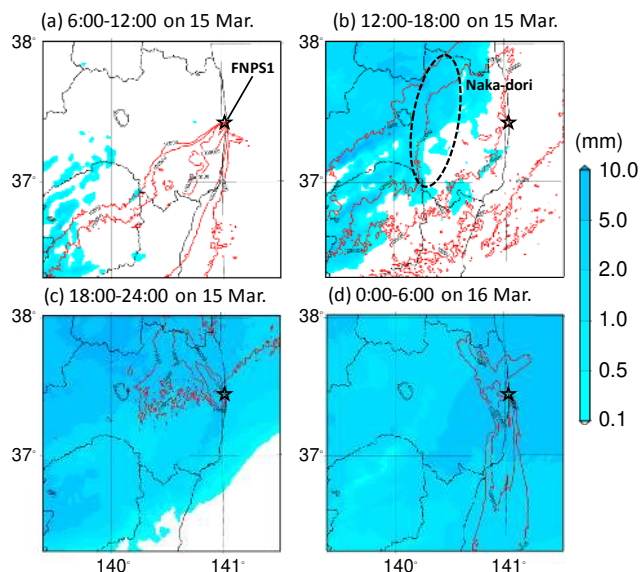 (a) 6:00-12:00 on 15 Mar.
(b) 12:00-18:00 on 15 Mar.
38°
FNPS1
37°
Naka-dori
(mm)
10.0
5.0
2.0
1.0
0.5
0.1
(c) 18:00-24:00 on 15 Mar.
(d) 0:00-6:00 on 16 Mar.
38°
38°
37°
37°
140°
141°
140°
141°